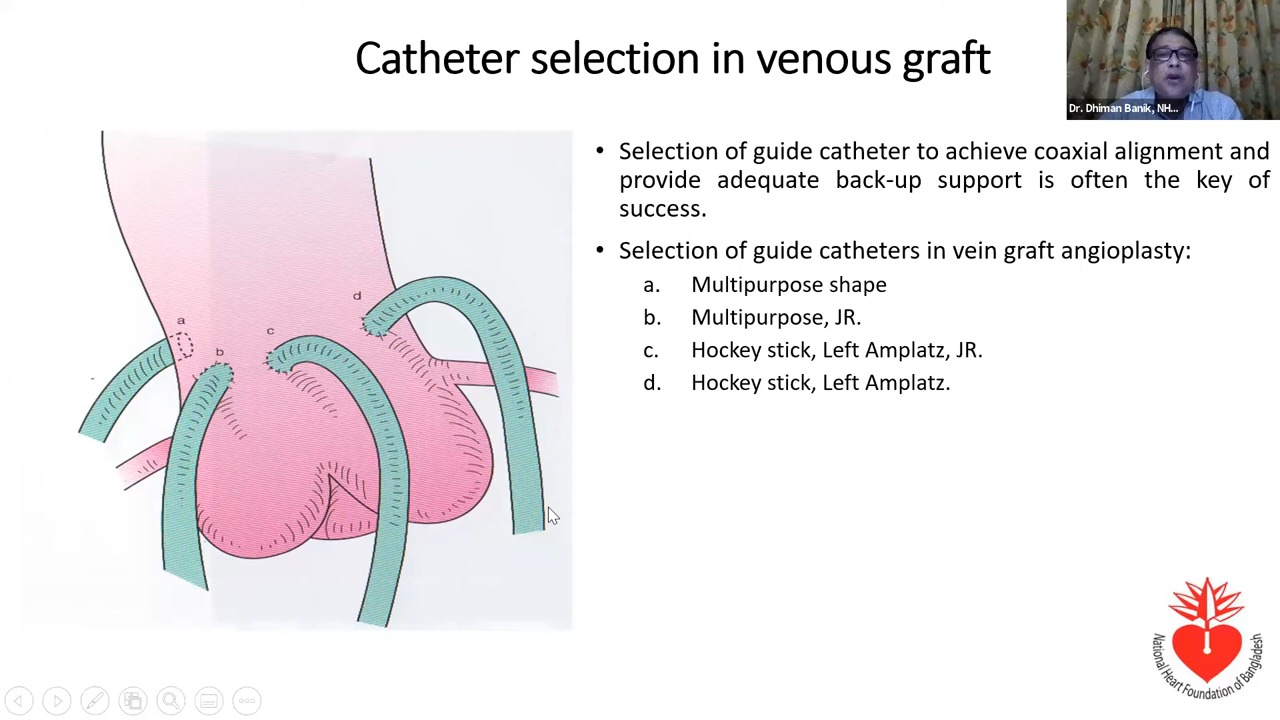 Catheter selection in venous graft
Dr. Dhiman Banik, NH...
• Selection of guide catheter to achieve coaxial alignment and
provide adequate back-up support is often the key of
success.
• Selection of guide catheters in vein graft angioplasty:
a. Multipurpose shape
b. Multipurpose, JR.
c. Hockey stick, Left Amplatz, JR.
d. Hockey stick, Left Amplatz.
a
b
c
d
National Heart Foundation of Bangladesh